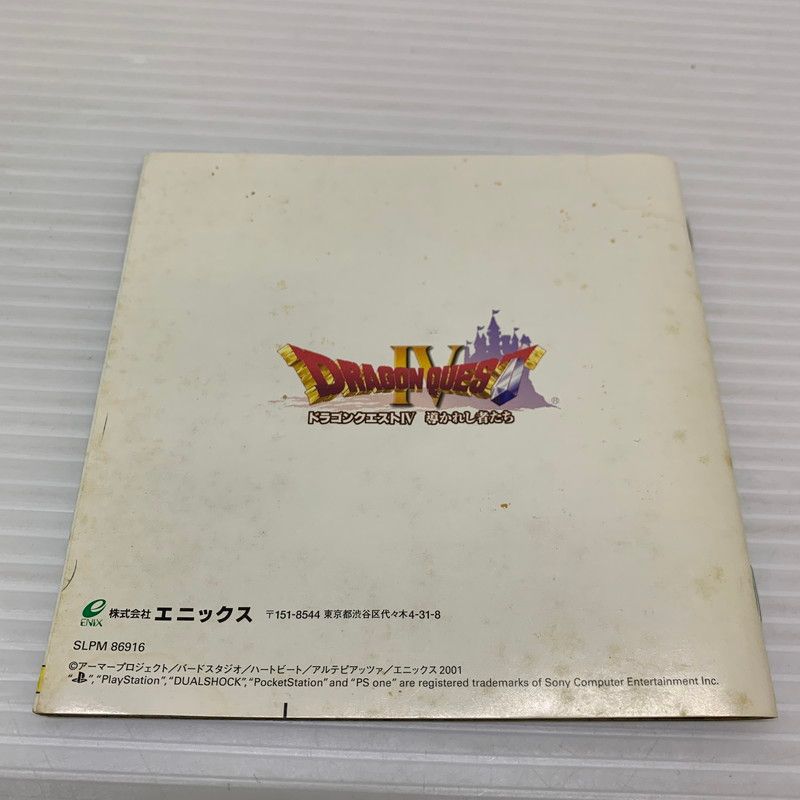 DRAGON QUEST
IV
®
ドラゴンクエストIV 導かれし者たち
ENIX 株式会社 エニックス 〒151-8544 東京都渋谷区代々木4-31-8
SLPM 86916
©アーマープロジェクト／バードスタジオ／ハートビート／アルテピアッツァ／エニックス 2001
“ ”, “PlayStation”, “DUALSHOCK”, “PocketStation” and “PS one” are registered trademarks of Sony Computer Entertainment Inc.